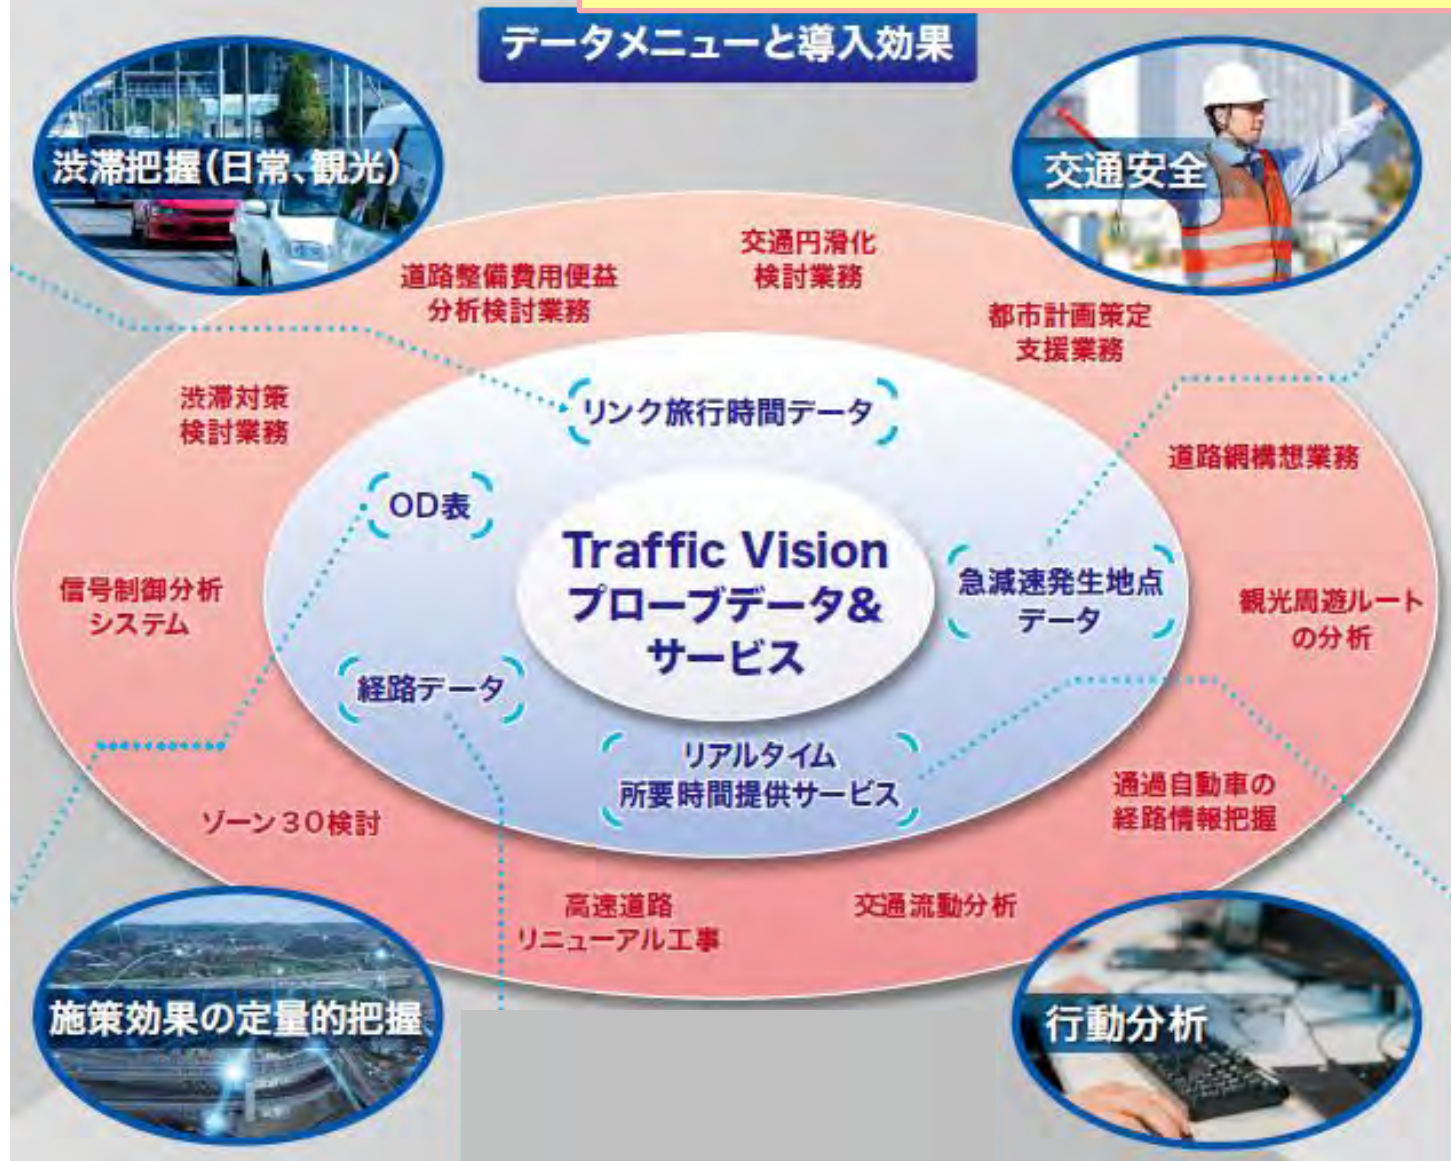 データメニューと導入効果
渋滞把握(日常、観光)
交通安全
交通円滑化
検討業務
道路整備費用便益
分析検討業務
都市計画策定
支援業務
渋滞対策
検討業務
リンク旅行時間データ
道路網構想業務
OD表
Traffic Vision
プローブデータ&
サービス
急減速発生地点
データ
信号制御分析
システム
観光周遊ルート
の分析
経路データ
リアルタイム
所要時間提供サービス
通過自動車の
経路情報把握
ゾーン30検討
高速道路
リニューアル工事
交通流動分析
施策効果の定量的把握
行動分析